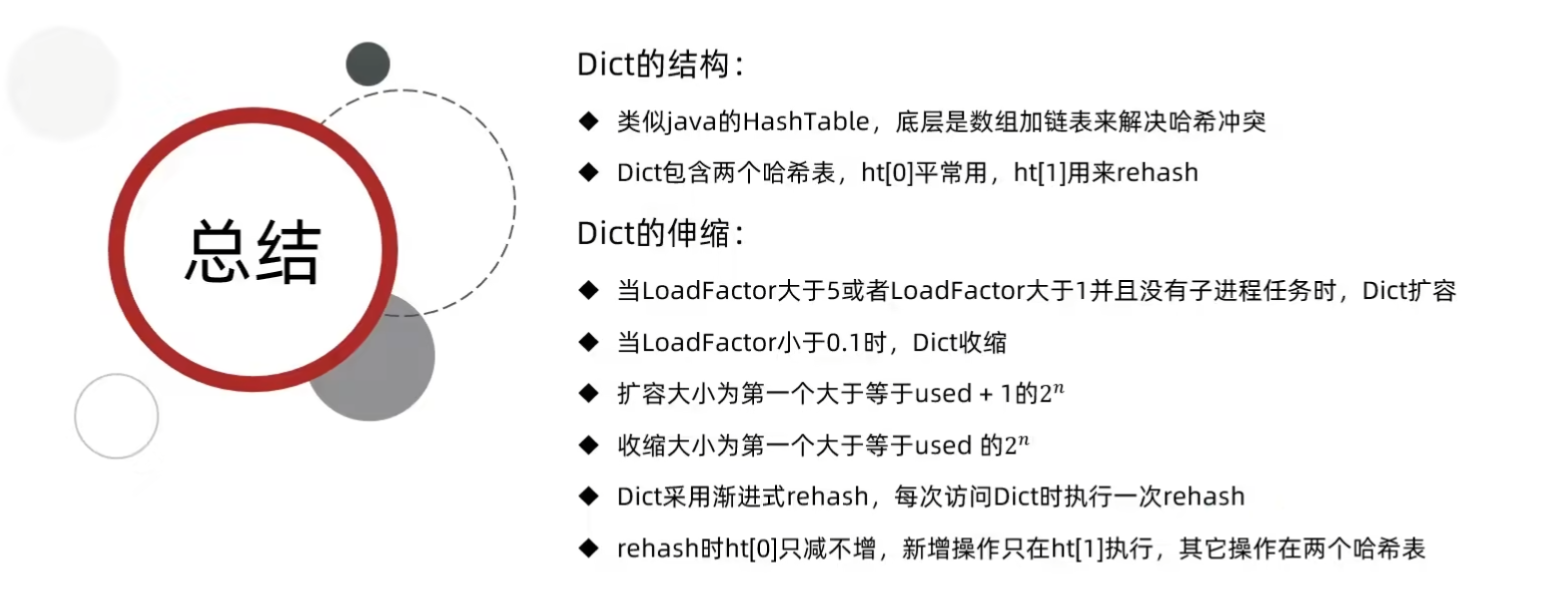 总结
Dict的结构：
◆ 类似java的HashTable，底层是数组加链表来解决哈希冲突
◆ Dict包含两个哈希表，ht[0]平常用，ht[1]用来rehash
Dict的伸缩：
◆ 当LoadFactor大于5或者LoadFactor大于1并且没有子进程任务时，Dict扩容
◆ 当LoadFactor小于0.1时，Dict收缩
◆ 扩容大小为第一个大于等于used + 1的2ⁿ
◆ 收缩大小为第一个大于等于used 的2ⁿ
◆ Dict采用渐进式rehash，每次访问Dict时执行一次rehash
◆ rehash时ht[0]只减不增，新增操作只在ht[1]执行，其它操作在两个哈希表